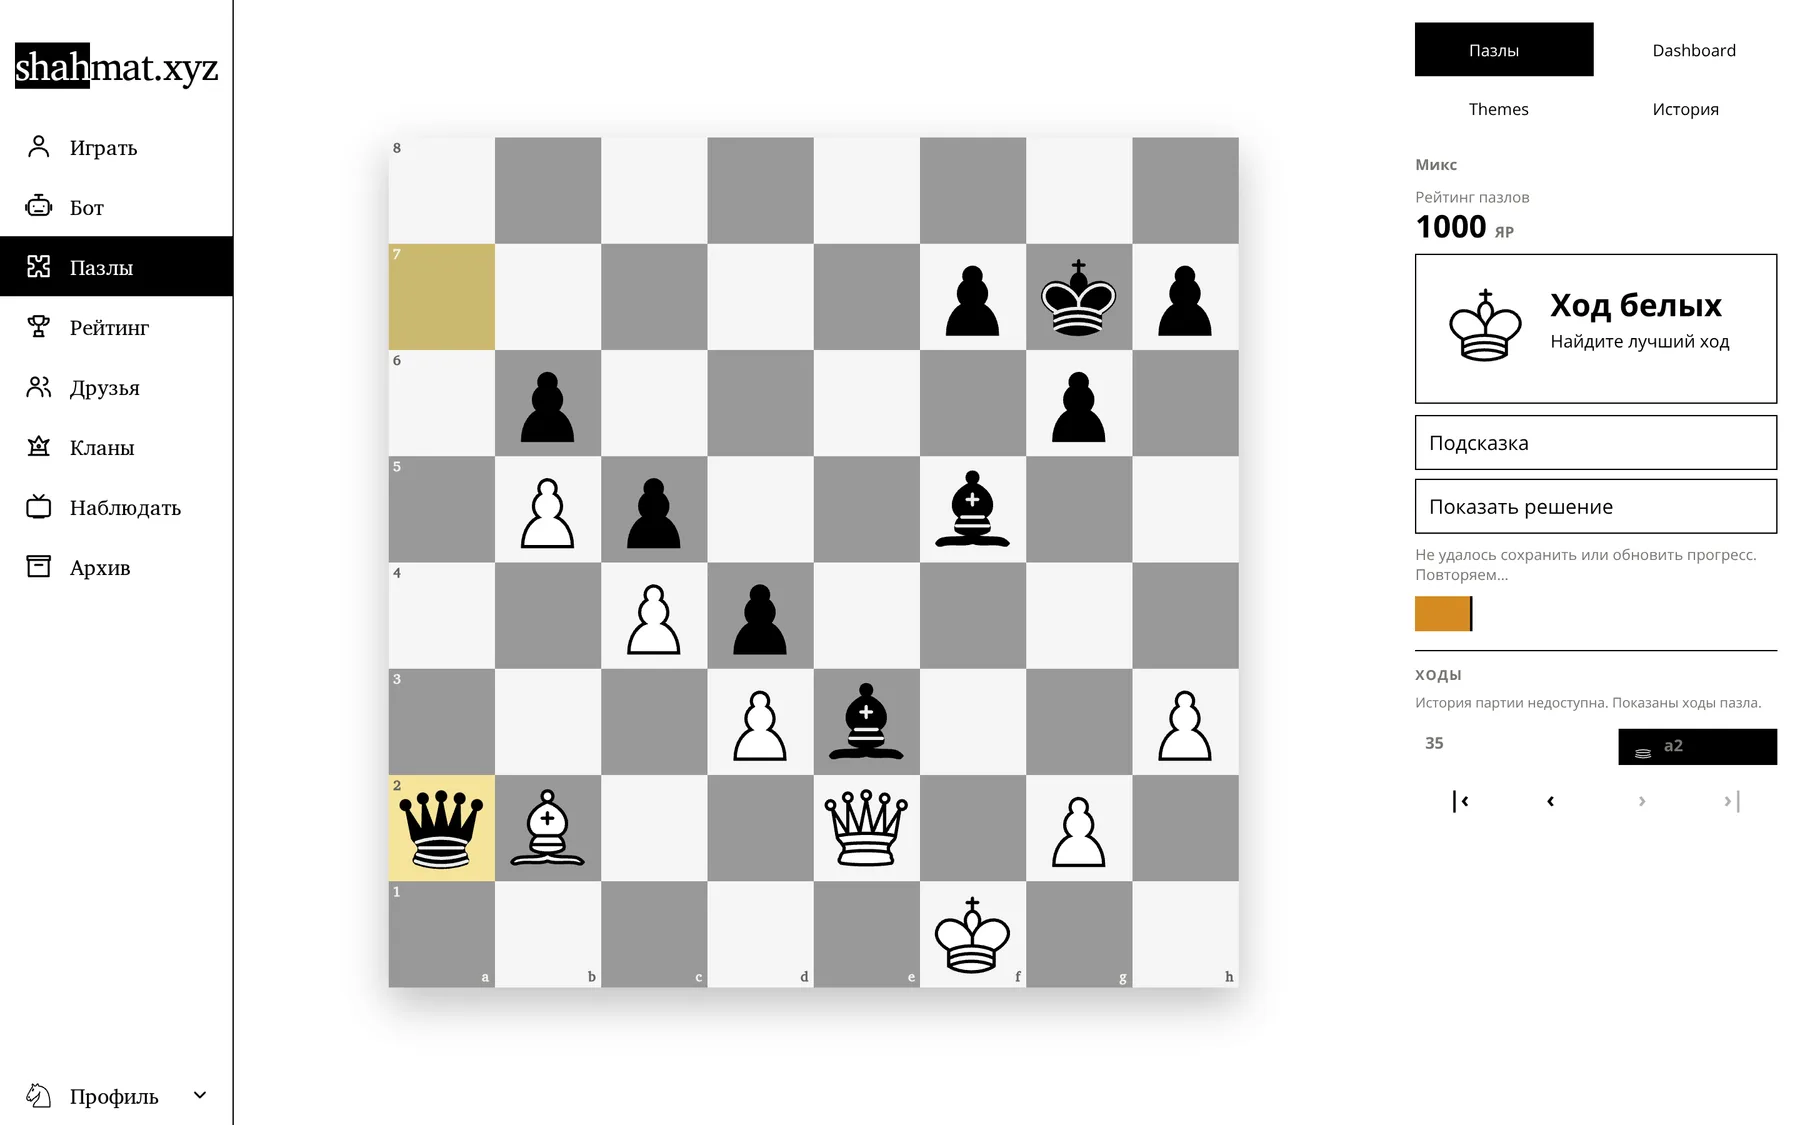 shahmat.xyz
Играть
Бот
Пазлы
Рейтинг
Друзья
Кланы
Наблюдать
Архив
Профиль
8
7
6
5
4
3
2
1
a
b
c
d
e
f
g
h
Пазлы
Dashboard
Themes
История
Микс
Рейтинг пазлов
1000 ЯР
Ход белых
Найдите лучший ход
Подсказка
Показать решение
Не удалось сохранить или обновить прогресс.
Повторяем...
ХОДЫ
История партии недоступна. Показаны ходы пазла.
35
a2